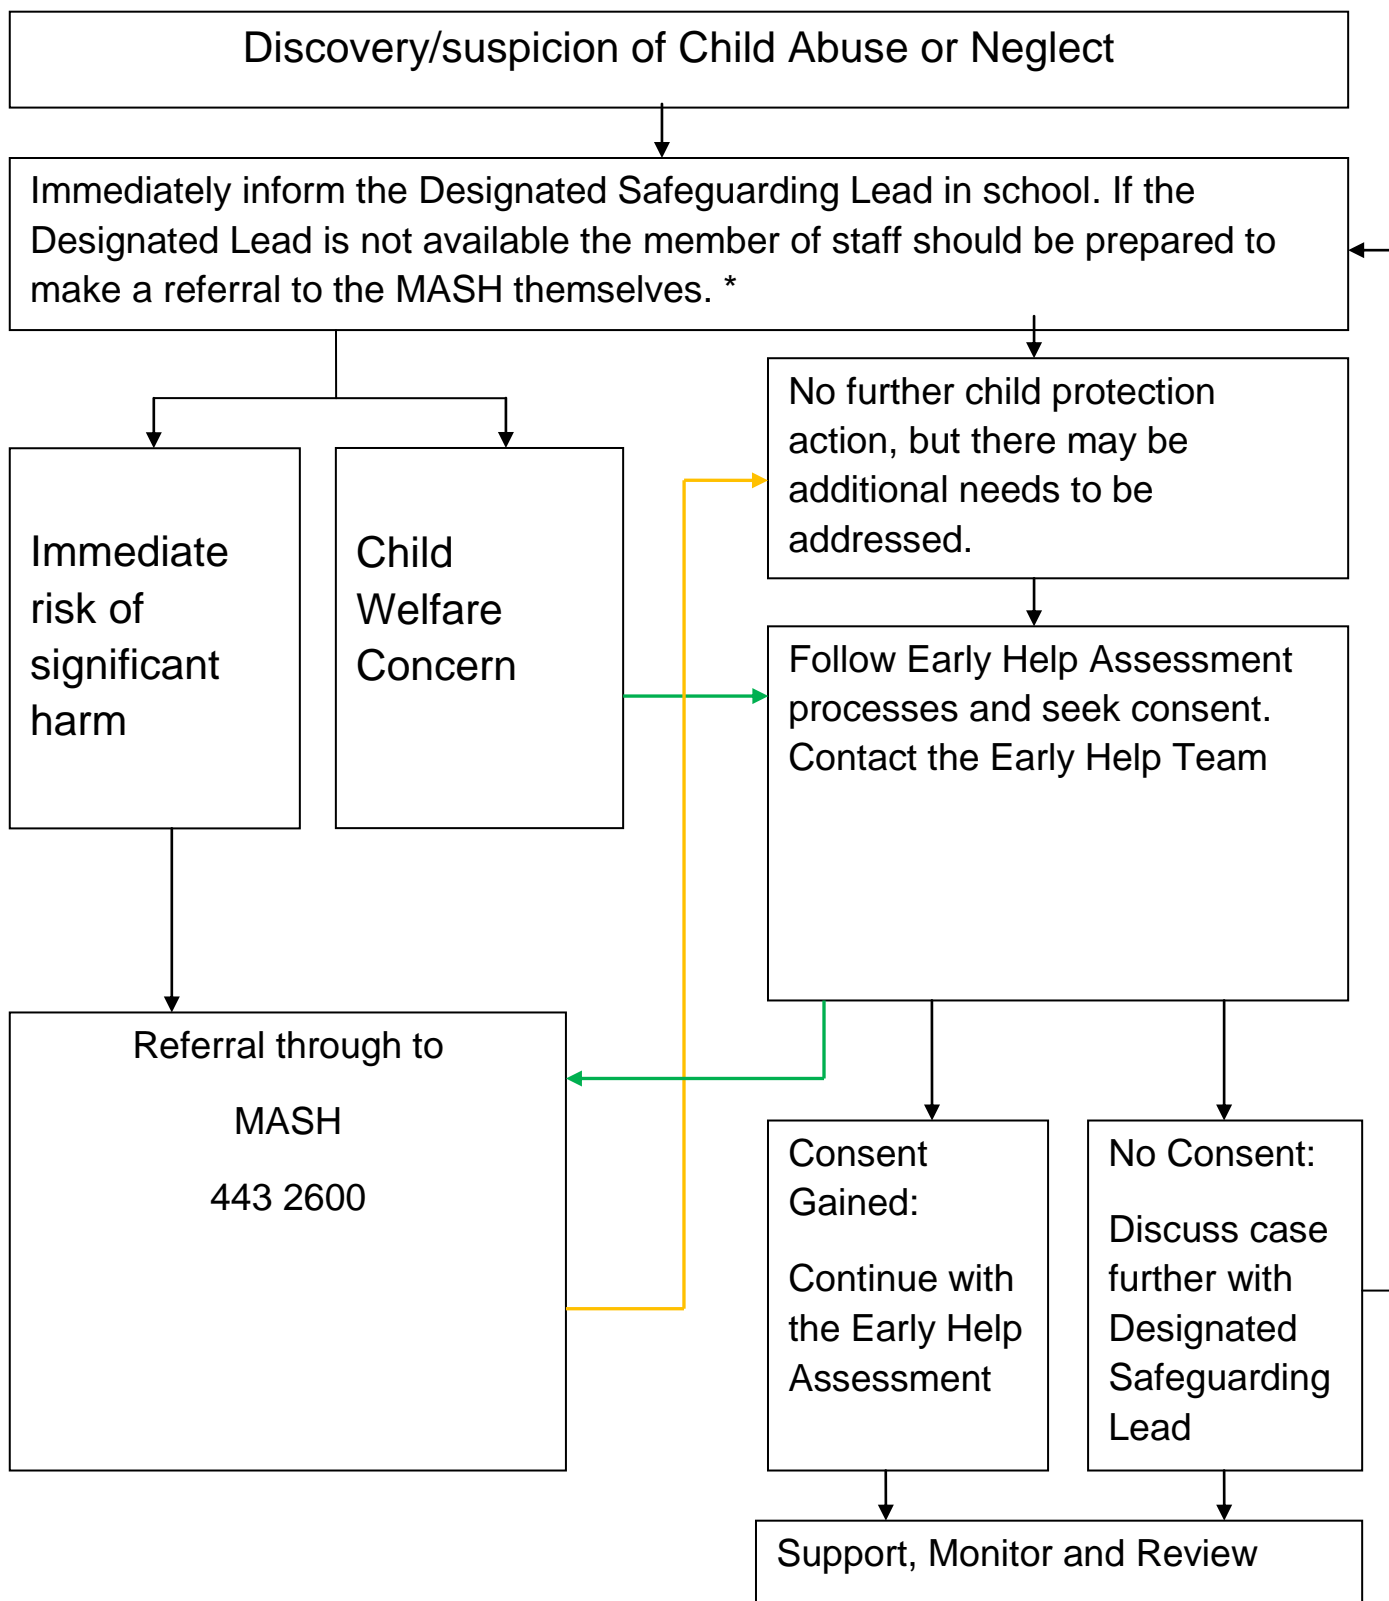 Discovery/suspicion of Child Abuse or Neglect
Immediately inform the Designated Safeguarding Lead in school. If the
Designated Lead is not available the member of staff should be prepared to
make a referral to the MASH themselves. *
Immediate
risk of
significant
harm
Child
Welfare
Concern
No further child protection
action, but there may be
additional needs to be
addressed.
Follow Early Help Assessment
processes and seek consent.
Contact the Early Help Team
Referral through to
MASH
443 2600
Consent
Gained:
Continue with
the Early Help
Assessment
No Consent:
Discuss case
further with
Designated
Safeguarding
Lead
Support, Monitor and Review